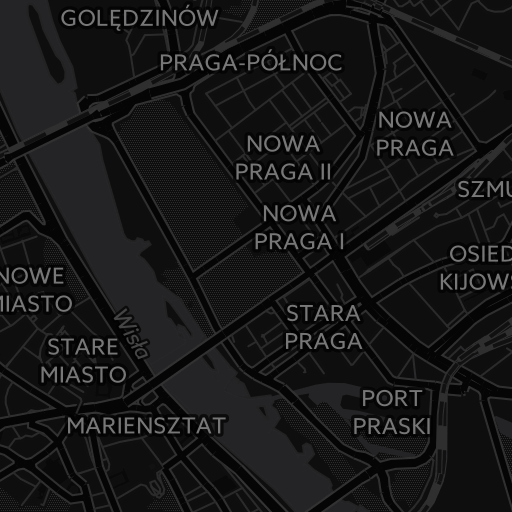 GOLĘDZINÓW
PRAGA-PÓŁNOC
NOWA
PRAGA
NOWA
PRAGA II
SZMU
NOWA
PRAGA I
OSIED
KIJOWS
NOWE
MIASTO
STARA
PRAGA
Wisła
STARE
MIASTO
PORT
PRASKI
MARIENSZTAT